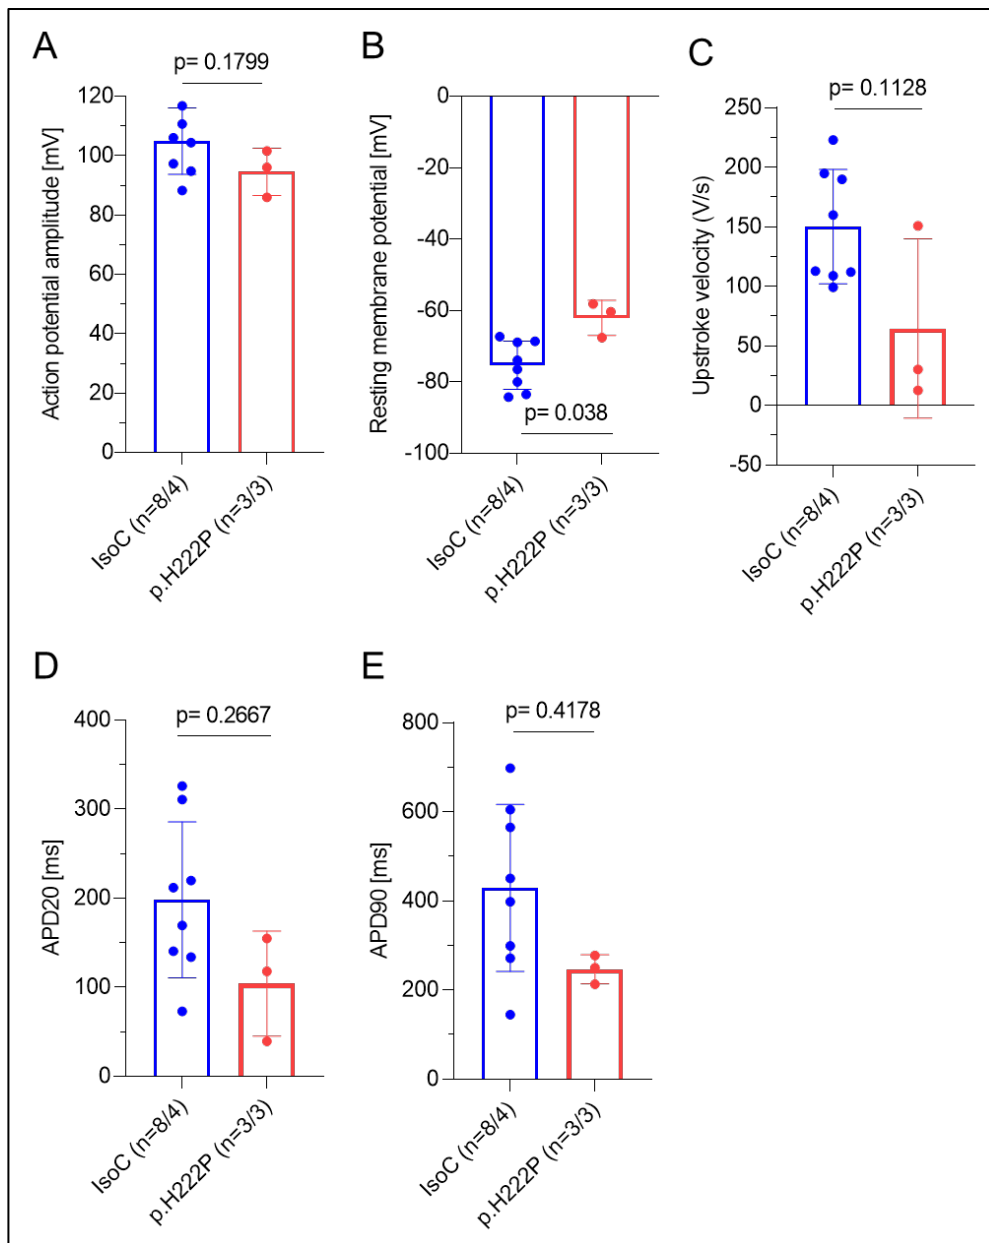 A
p= 0.1799
Action potential amplitude [mV]
120
100
80
60
40
20
0
IsoC (n=8/4)
p.H222P (n=3/3)
B
Resting membrane potential [mV]
0
-20
-40
-60
-80
-100
p= 0.038
IsoC (n=8/4)
p.H222P (n=3/3)
C
p= 0.1128
Upstroke velocity (V/s)
250
200
150
100
50
0
-50
IsoC (n=8/4)
p.H222P (n=3/3)
D
p= 0.2667
APD20 [ms]
400
300
200
100
0
IsoC (n=8/4)
p.H222P (n=3/3)
E
p= 0.4178
APD90 [ms]
800
600
400
200
0
IsoC (n=8/4)
p.H222P (n=3/3)